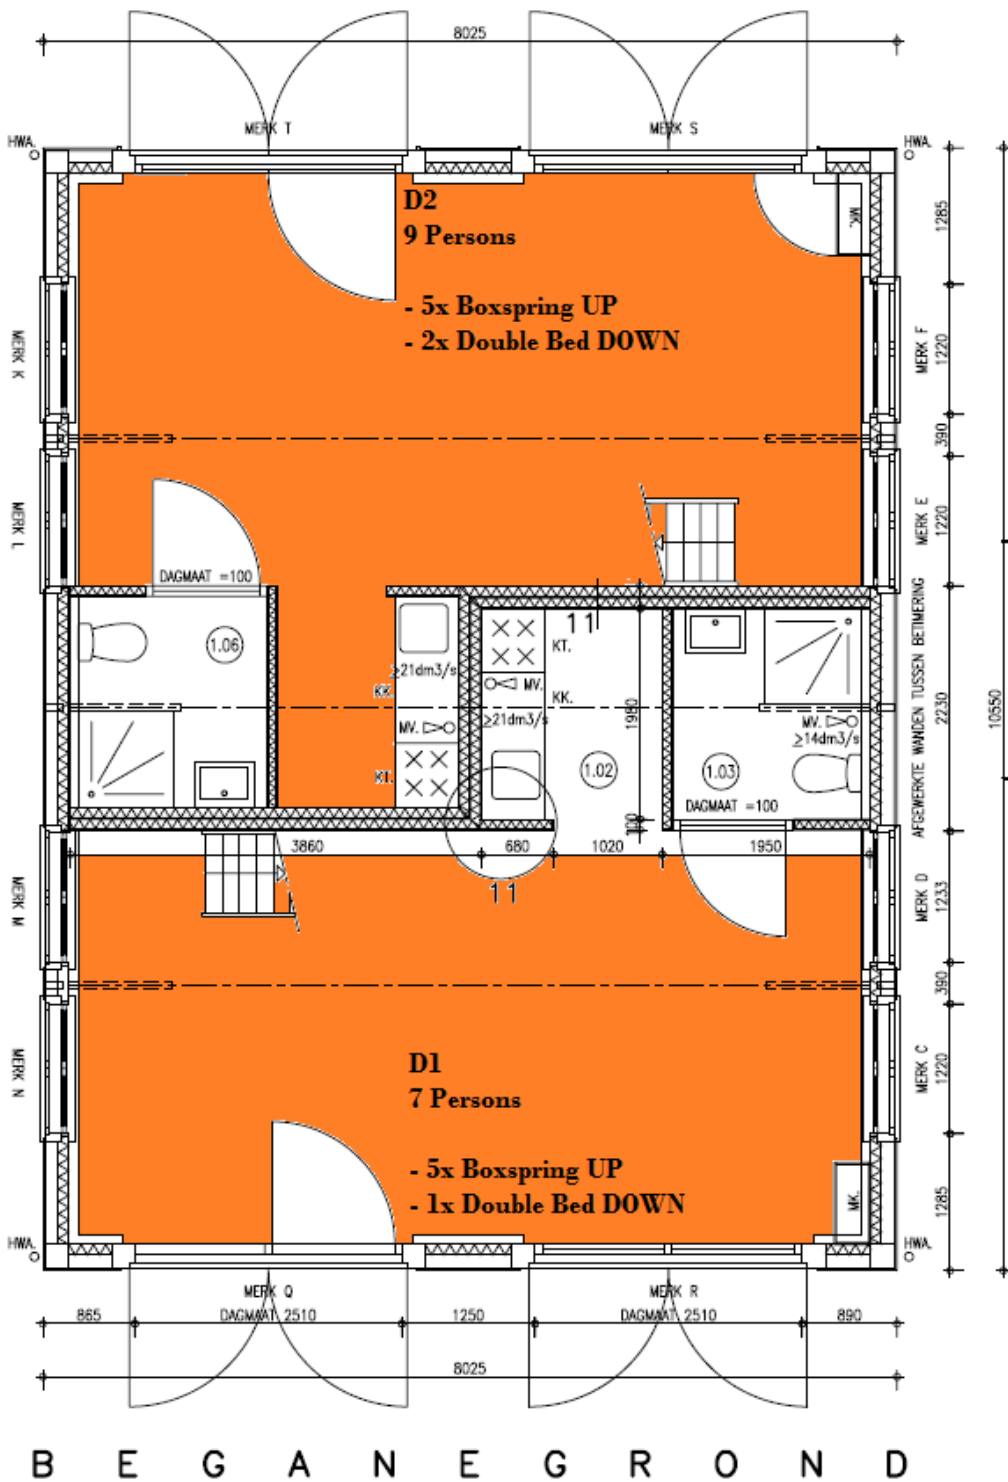 8025
MERK T
MERK S
HWA.
HWA.
D2
9 Persons
MK.
1285
- 5x Boxspring UP
- 2x Double Bed DOWN
MERK K
MERK F
1220
390
MERK L
MERK E
1220
DAGMAAT =100
1.06
≥21dm3/s
KK.
MV.
KT.
11
KT.
MV.
KK.
≥21dm3/s
1980
1.02
1.03
MV.
≥14dm3/s
DAGMAAT =100
100
2230
AFGEWERKTE WANDEN TUSSEN BETIMERING
10550
3860
680
1020
1950
11
MERK M
MERK D
1233
390
D1
7 Persons
MERK N
MERK C
1220
- 5x Boxspring UP
- 1x Double Bed DOWN
MK.
1285
HWA.
HWA.
MERK Q
MERK R
865
DAGMAAT 2510
1250
DAGMAAT 2510
890
8025
B E G A N E G R O N D